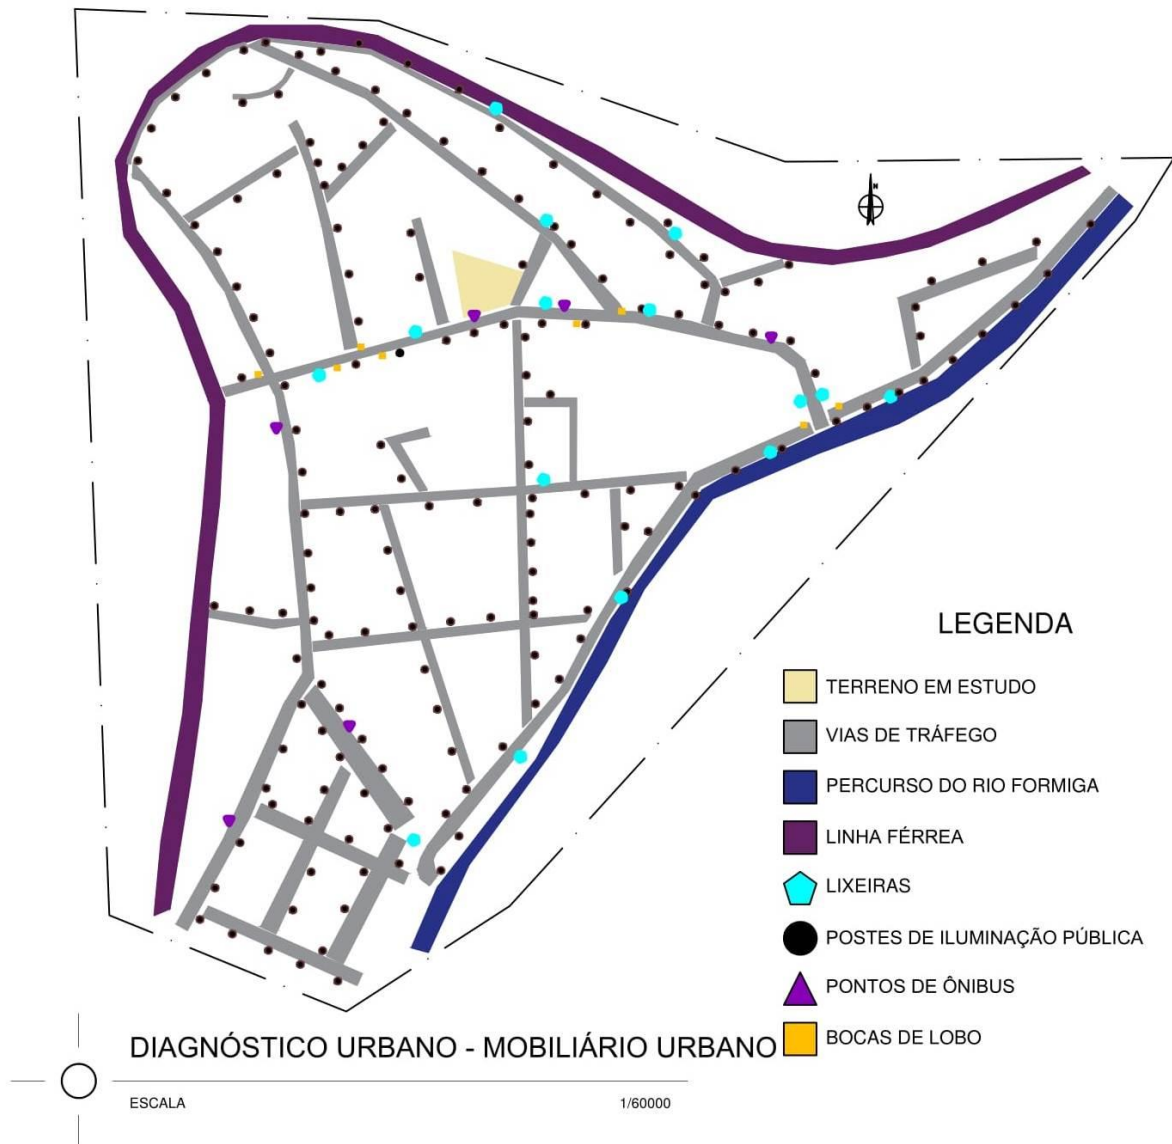 N
LEGENDA
TERRENO EM ESTUDO
VIAS DE TRÁFEGO
PERCURSO DO RIO FORMIGA
LINHA FÉRREA
LIXEIRAS
POSTES DE ILUMINAÇÃO PÚBLICA
PONTOS DE ÔNIBUS
BOCAS DE LOBO
DIAGNÓSTICO URBANO - MOBILIÁRIO URBANO
ESCALA 1/60000